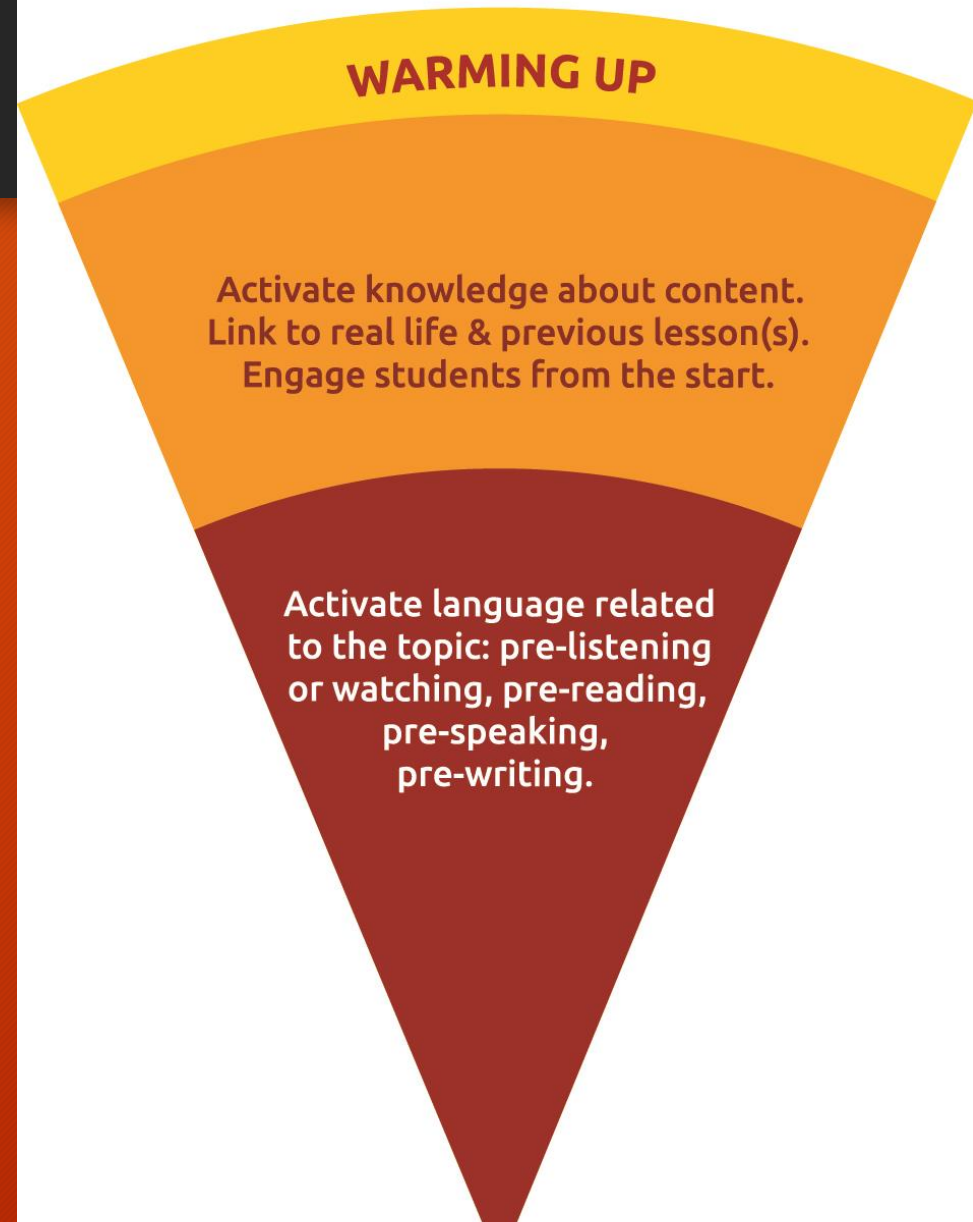 WARMING UP
Activate knowledge about content.
Link to real life & previous lesson(s).
Engage students from the start.
Activate language related
to the topic: pre-listening
or watching, pre-reading,
pre-speaking,
pre-writing.